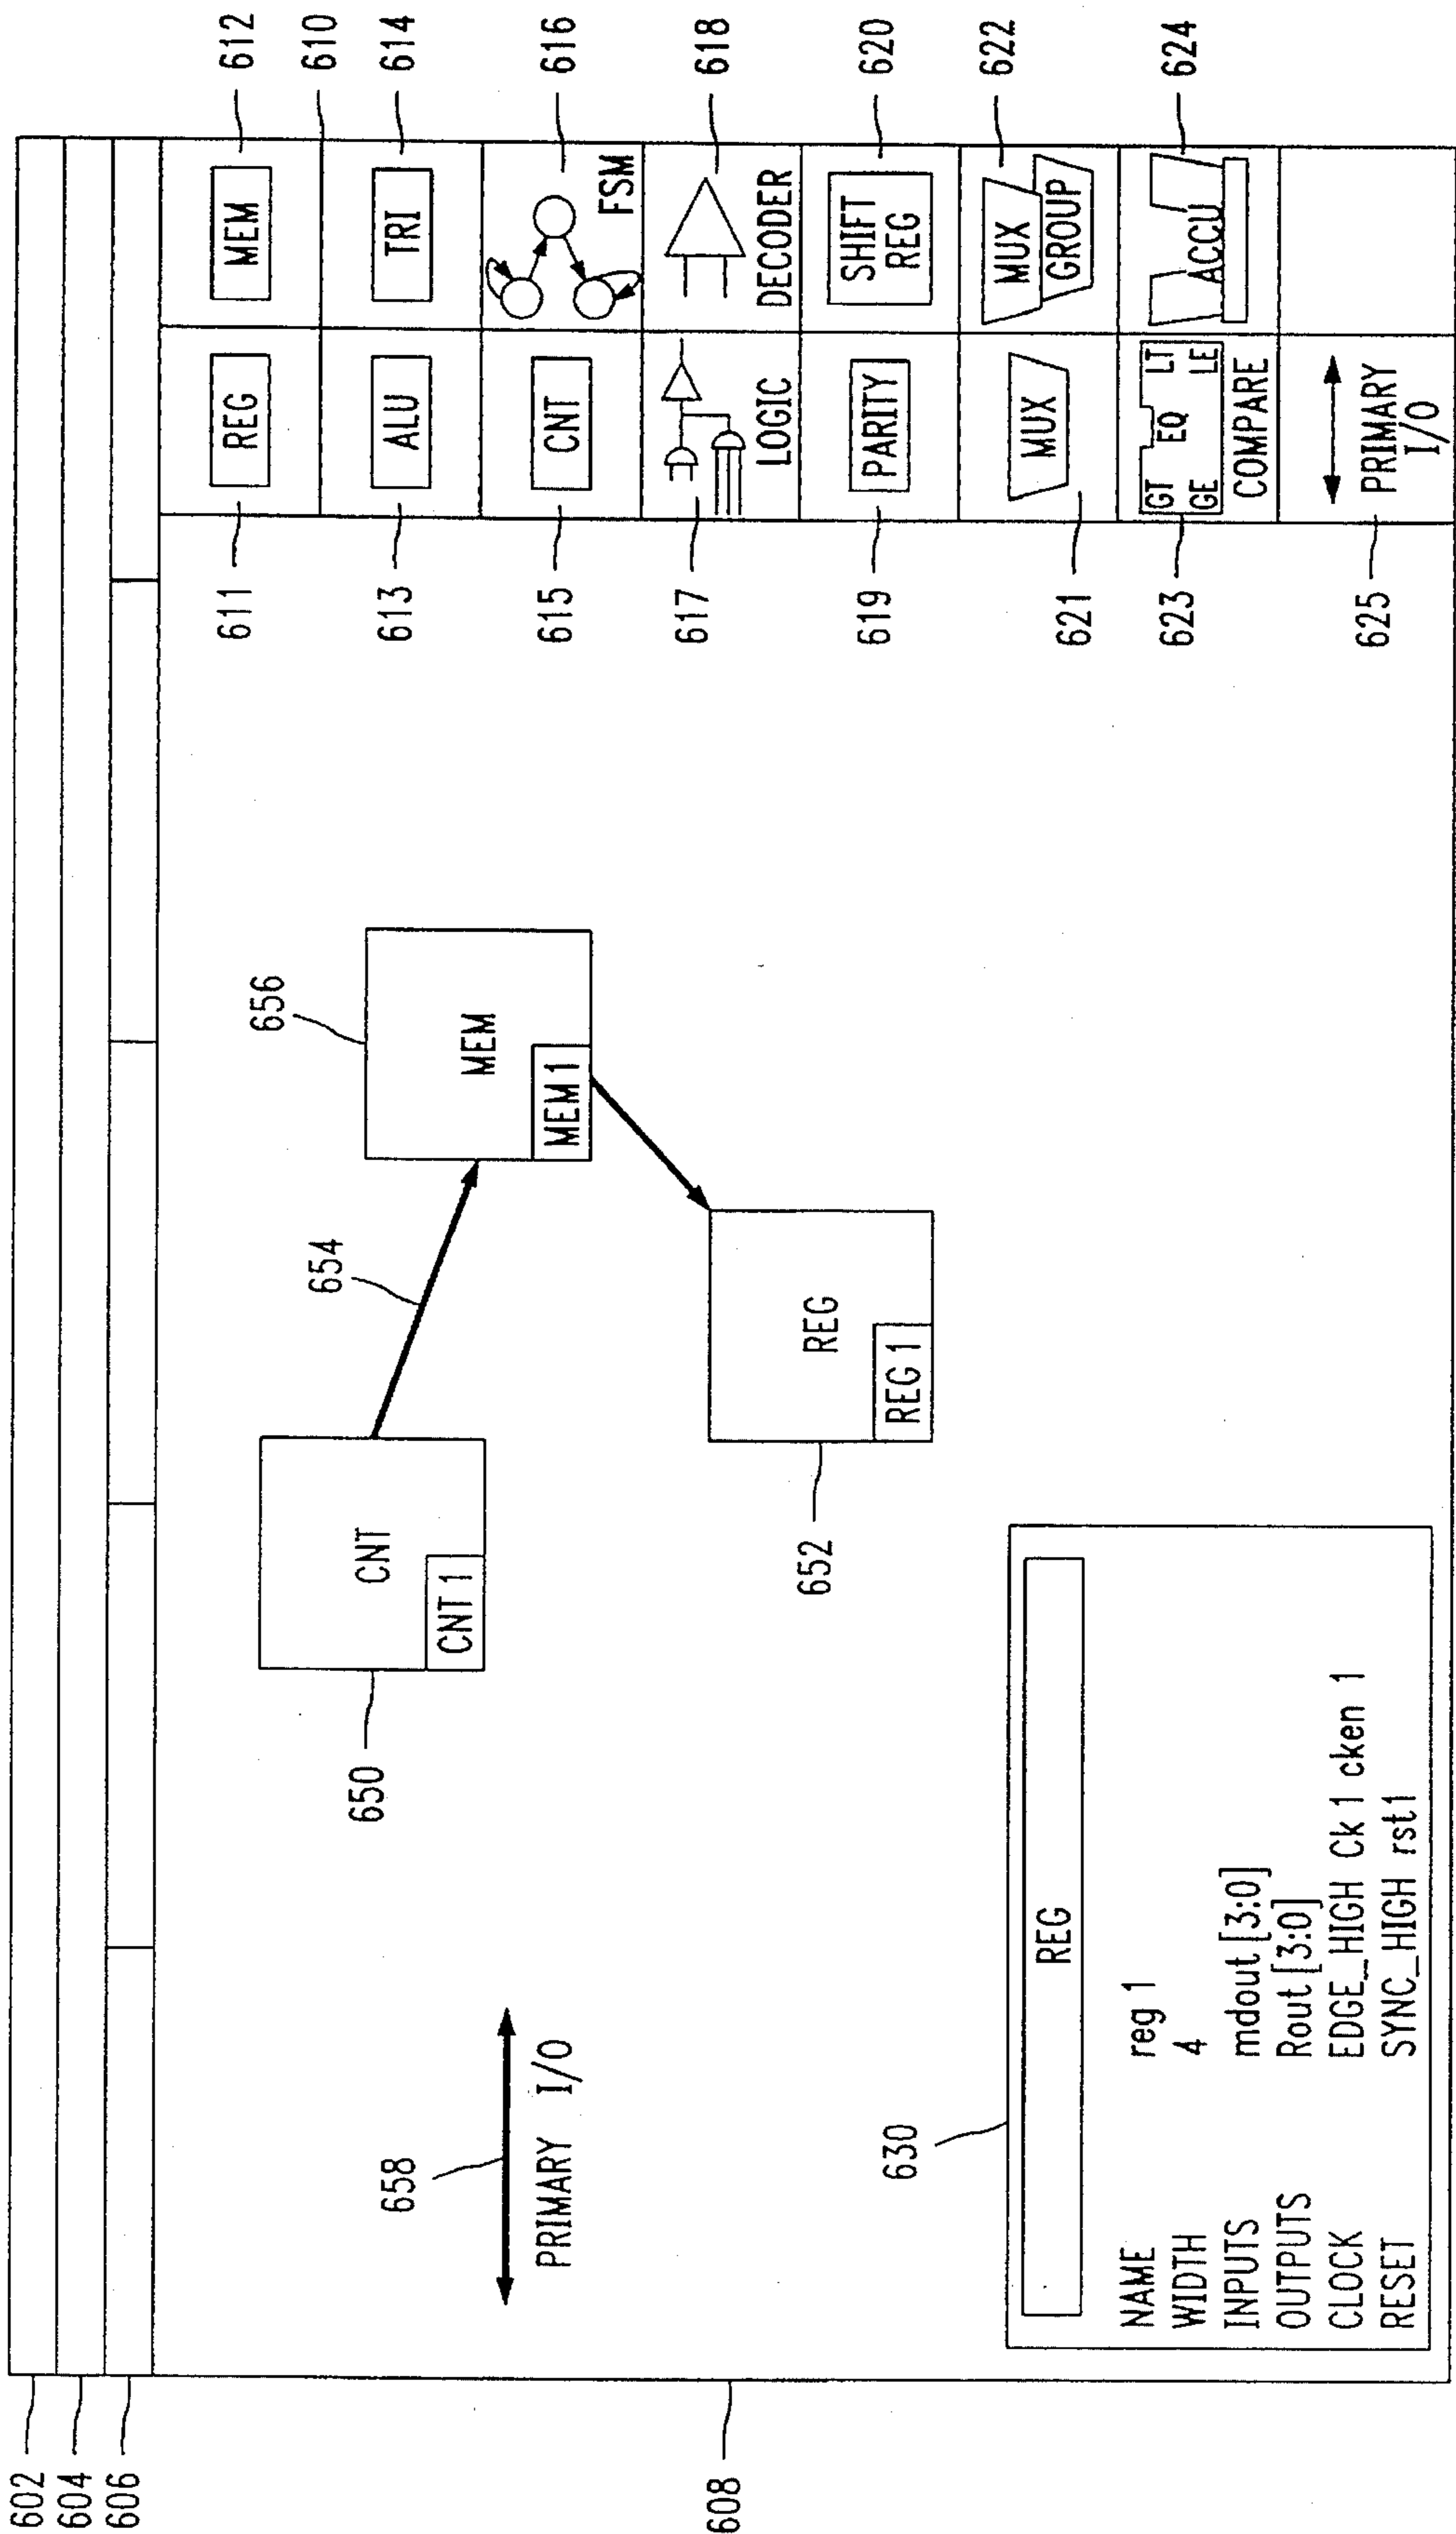 602
604
606
608
612
610
614
616
618
620
622
624
REG
MEM
ALU
TRI
CNT
FSM
LOGIC
DECODER
PARITY
SHIFT
REG
MUX
MUX
GROUP
GT EQ LT
GE LE
COMPARE
ACCU
PRIMARY
I/O
611
613
615
617
619
621
623
625
656
MEM
MEM 1
654
CNT
CNT 1
650
REG
REG 1
652
658
PRIMARY I/O
630
REG
NAME reg 1
WIDTH 4
INPUTS mdout [3:0]
OUTPUTS Rout [3:0]
CLOCK EDGE_HIGH Ck 1 cken 1
RESET SYNC_HIGH rst1